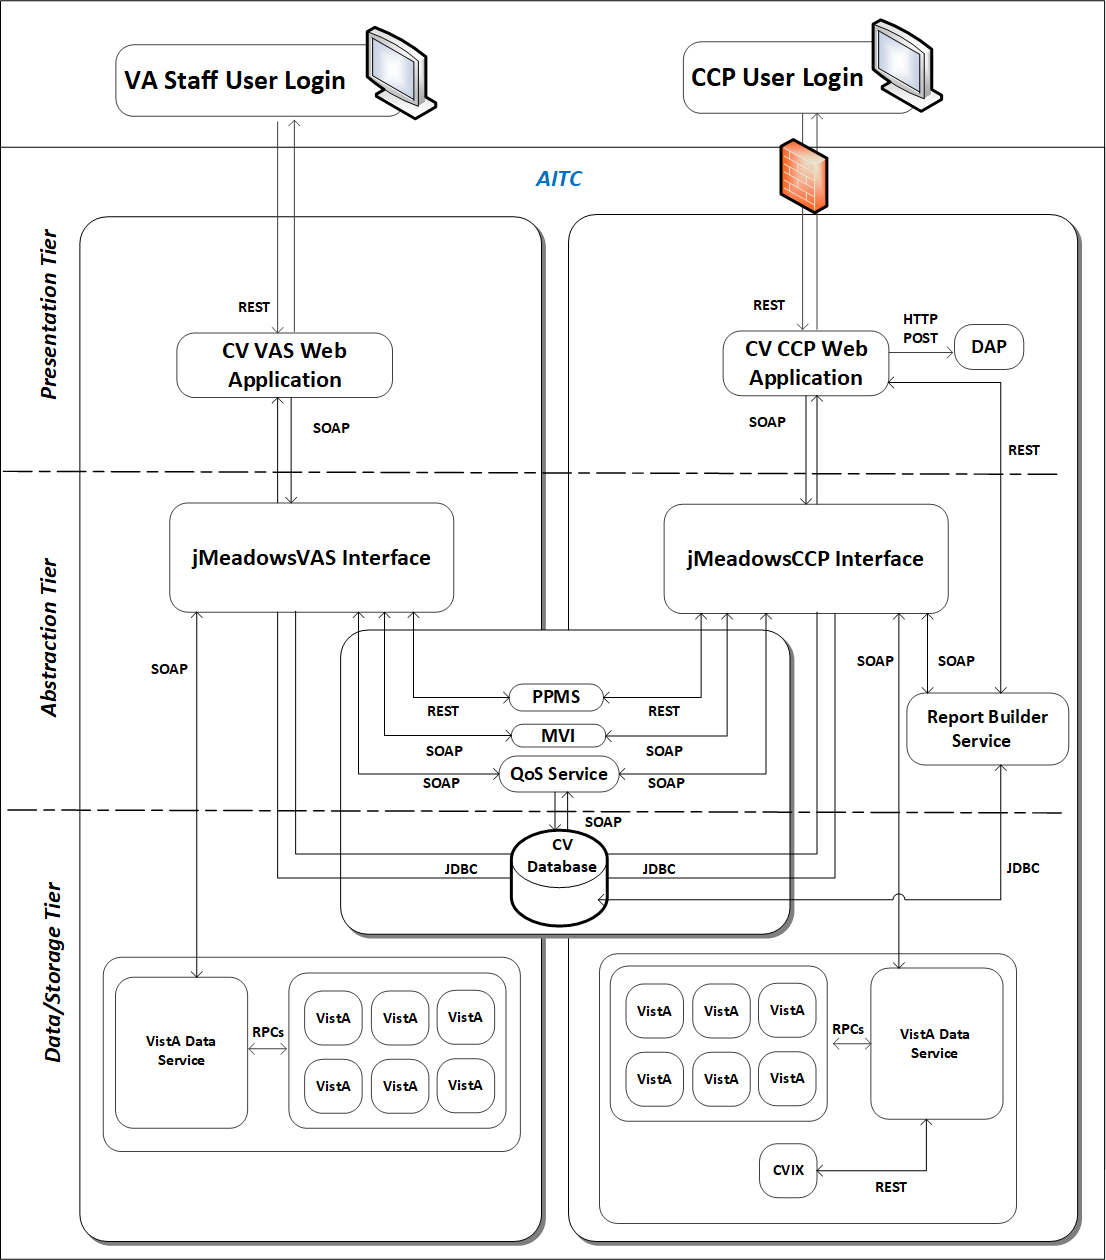 VA Staff User Login
CCP User Login
AITC
Presentation Tier
REST
REST
CV VAS Web
Application
CV CCP Web
Application
HTTP
POST
DAP
SOAP
SOAP
REST
Abstraction Tier
jMeadowsVAS Interface
jMeadowsCCP Interface
SOAP
SOAP
SOAP
PPMS
REST
REST
MVI
SOAP
SOAP
QoS Service
SOAP
SOAP
Report Builder
Service
SOAP
Data/Storage Tier
CV
Database
JDBC
JDBC
JDBC
VistA Data
Service
RPCs
VistA
VistA
VistA
VistA
VistA
VistA
VistA
VistA
VistA
VistA
VistA
VistA
RPCs
VistA Data
Service
CVIX
REST